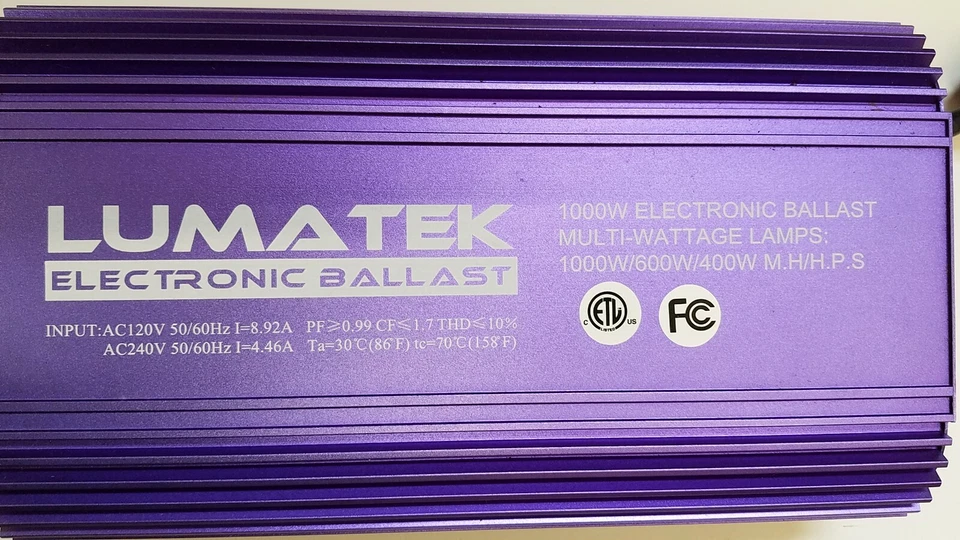 LUMATEK
ELECTRONIC BALLAST
INPUT:AC120V 50/60Hz I=8.92A PF≥0.99 CF≤1.7 THD≤10%
AC240V 50/60Hz I=4.46A Ta=30℃(86°F) tc=70℃(158°F)
1000W ELECTRONIC BALLAST
MULTI-WATTAGE LAMPS:
1000W/600W/400W M.H/H.P.S
C ETL US
LISTED
FC